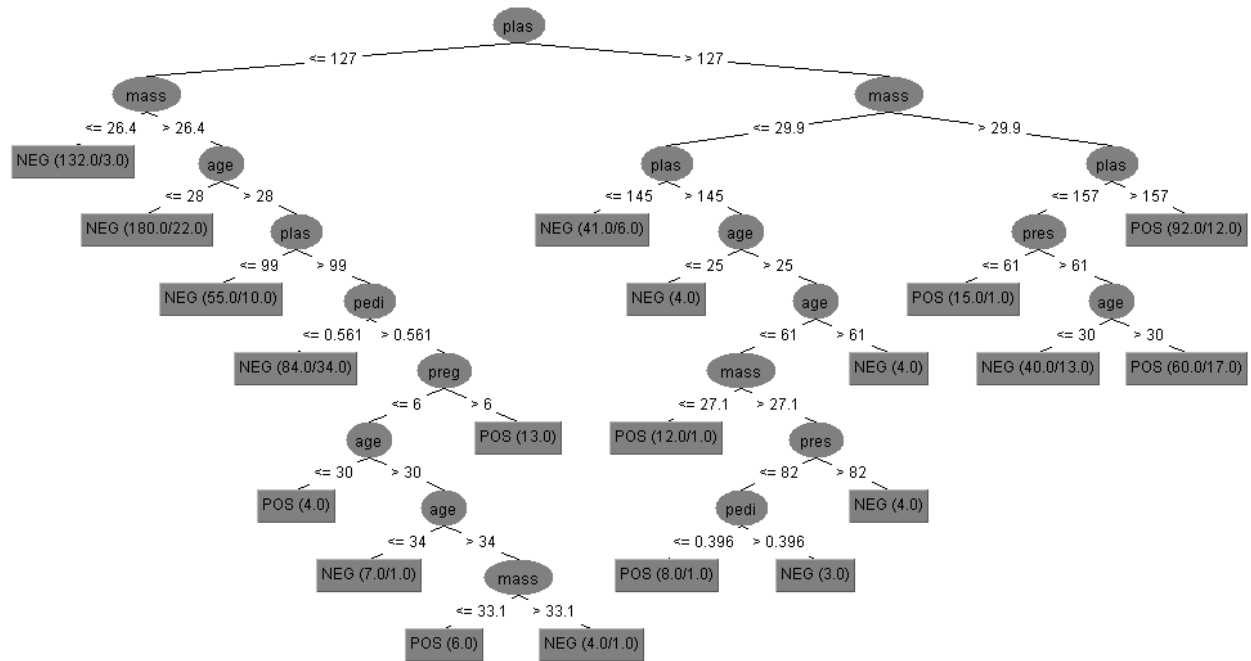 plas
<= 127 > 127
mass mass
<= 26.4 > 26.4 <= 29.9 > 29.9
NEG (132.0/3.0) age plas plas
<= 28 > 28 <= 145 > 145 <= 157 > 157
NEG (180.0/22.0) plas NEG (41.0/6.0) age pres POS (92.0/12.0)
<= 99 > 99 <= 25 > 25 <= 61 > 61
NEG (55.0/10.0) pedi NEG (4.0) age POS (15.0/1.0) age
<= 0.561 > 0.561 <= 61 > 61 <= 30 > 30
NEG (84.0/34.0) preg mass NEG (4.0) NEG (40.0/13.0) POS (60.0/17.0)
<= 6 > 6 <= 27.1 > 27.1
age POS (13.0) POS (12.0/1.0) pres
<= 30 > 30 <= 82 > 82
POS (4.0) age pedi NEG (4.0)
<= 34 > 34 <= 0.396 > 0.396
NEG (7.0/1.0) mass POS (8.0/1.0) NEG (3.0)
<= 33.1 > 33.1
POS (6.0) NEG (4.0/1.0)